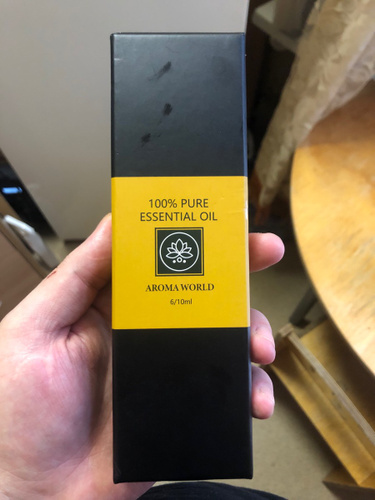 100% PURE
ESSENTIAL OIL
AROMA WORLD
6/10ml